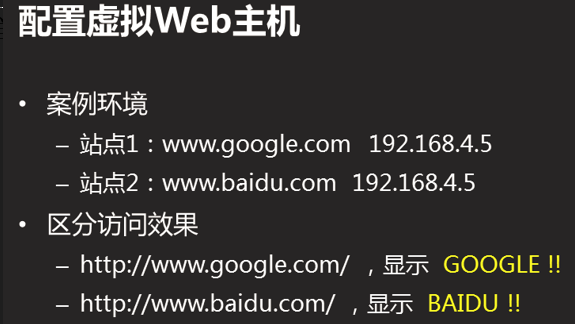 配置虚拟Web主机
• 案例环境
– 站点1：www.google.com 192.168.4.5
– 站点2：www.baidu.com 192.168.4.5
• 区分访问效果
– http://www.google.com/ ，显示 GOOGLE !!
– http://www.baidu.com/ ，显示 BAIDU !!